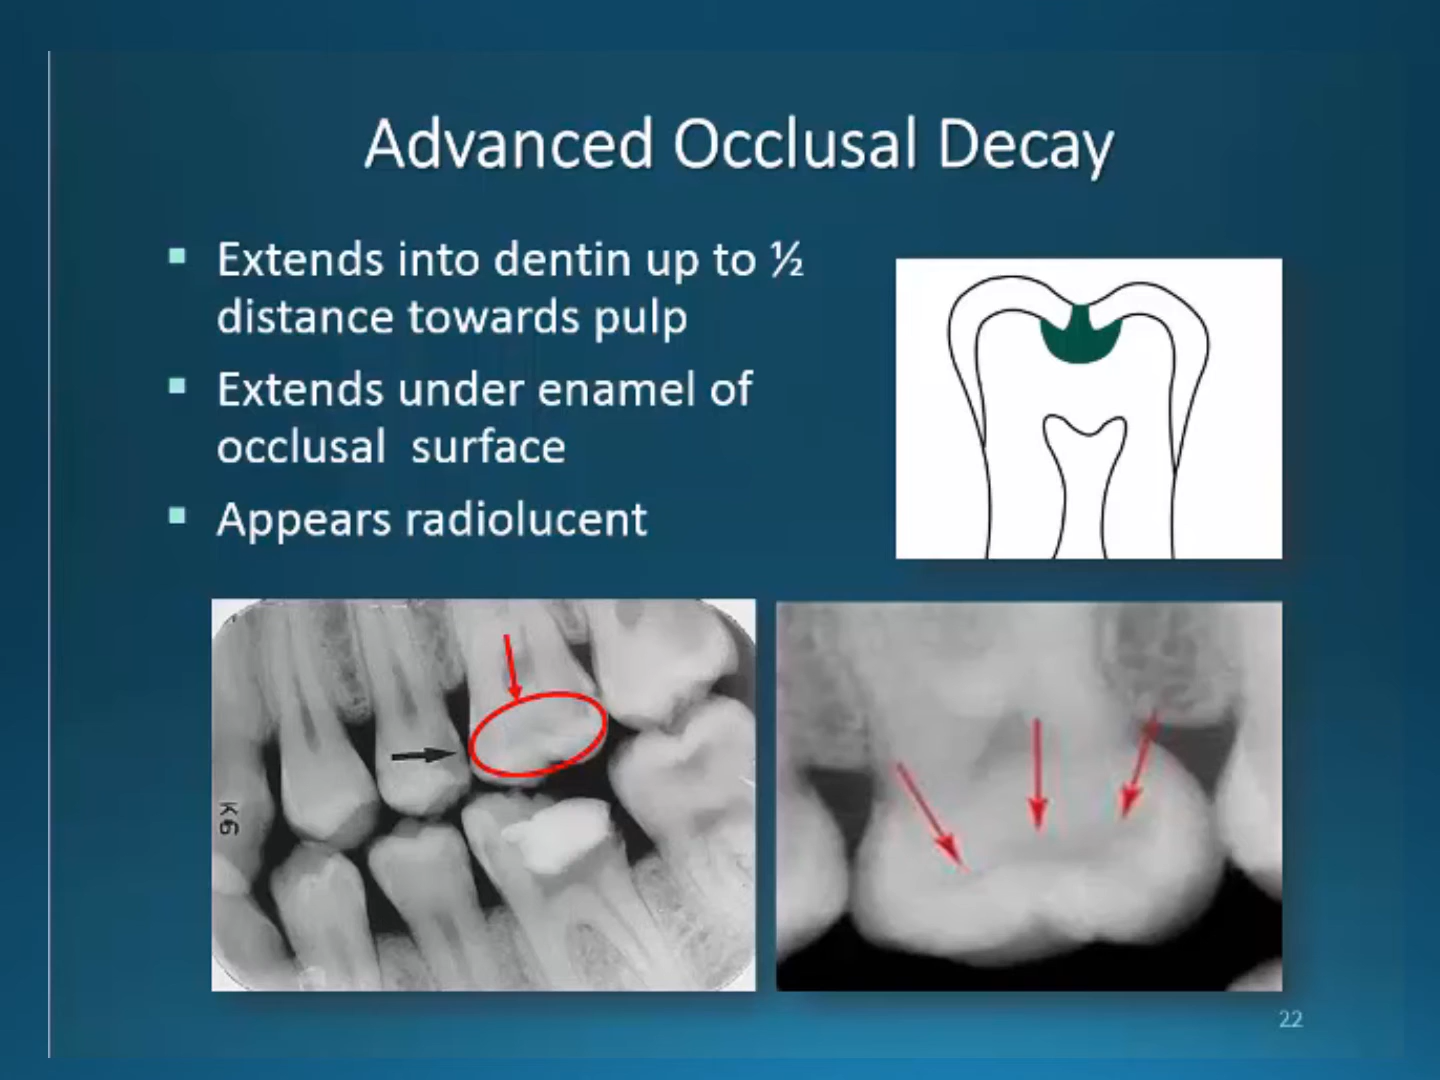 Advanced Occlusal Decay
Extends into dentin up to ½
distance towards pulp
Extends under enamel of
occlusal surface
Appears radiolucent
K6
22